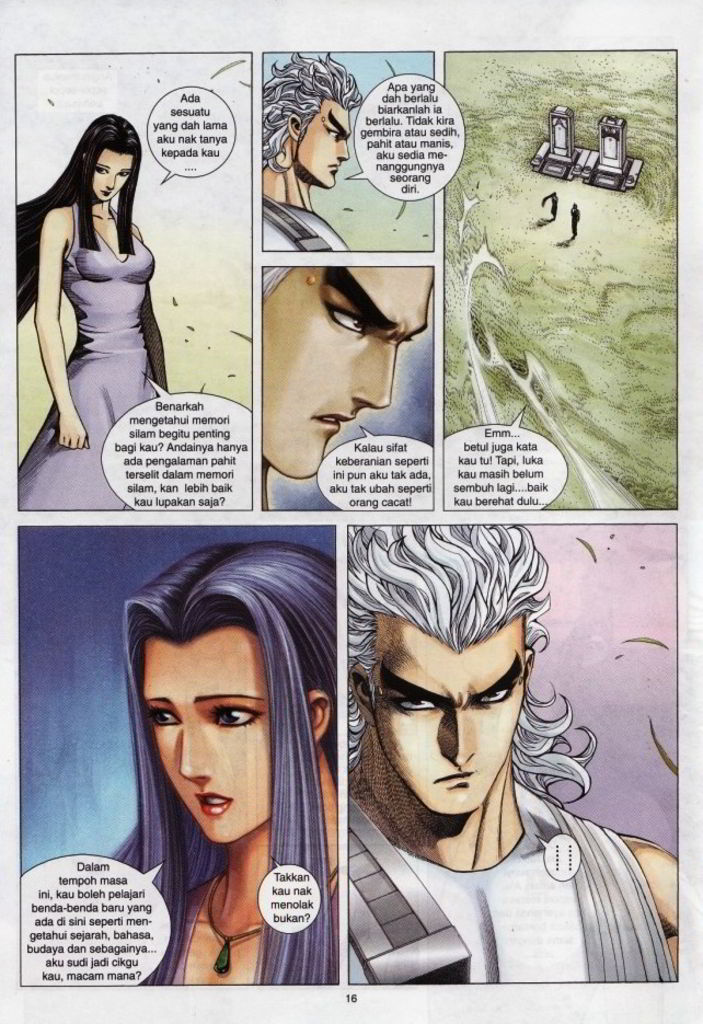 Ada
sesuatu
yang dah lama
aku nak tanya
kepada kau
....
Benarkah
mengetahui memori
silam begitu penting
bagi kau? Andainya hanya
ada pengalaman pahit
terselit dalam memori
silam, kan lebih baik
kau lupakan saja?
Apa yang
dah berlalu
biarkanlah ia
berlalu. Tidak kira
gembira atau sedih,
pahit atau manis,
aku sedia me-
nanggungnya
seorang
diri.
Kalau sifat
keberanian seperti
ini pun aku tak ada,
aku tak ubah seperti
orang cacat!
Emm...
betul juga kata
kau tu! Tapi, luka
kau masih belum
sembuh lagi....baik
kau berehat dulu...
Dalam
tempoh masa
ini, kau boleh pelajari
benda-benda baru yang
ada di sini seperti men-
getahui sejarah, bahasa,
budaya dan sebagainya...
aku sudi jadi cikgu
kau, macam mana?
Takkan
kau nak
menolak
bukan?
16